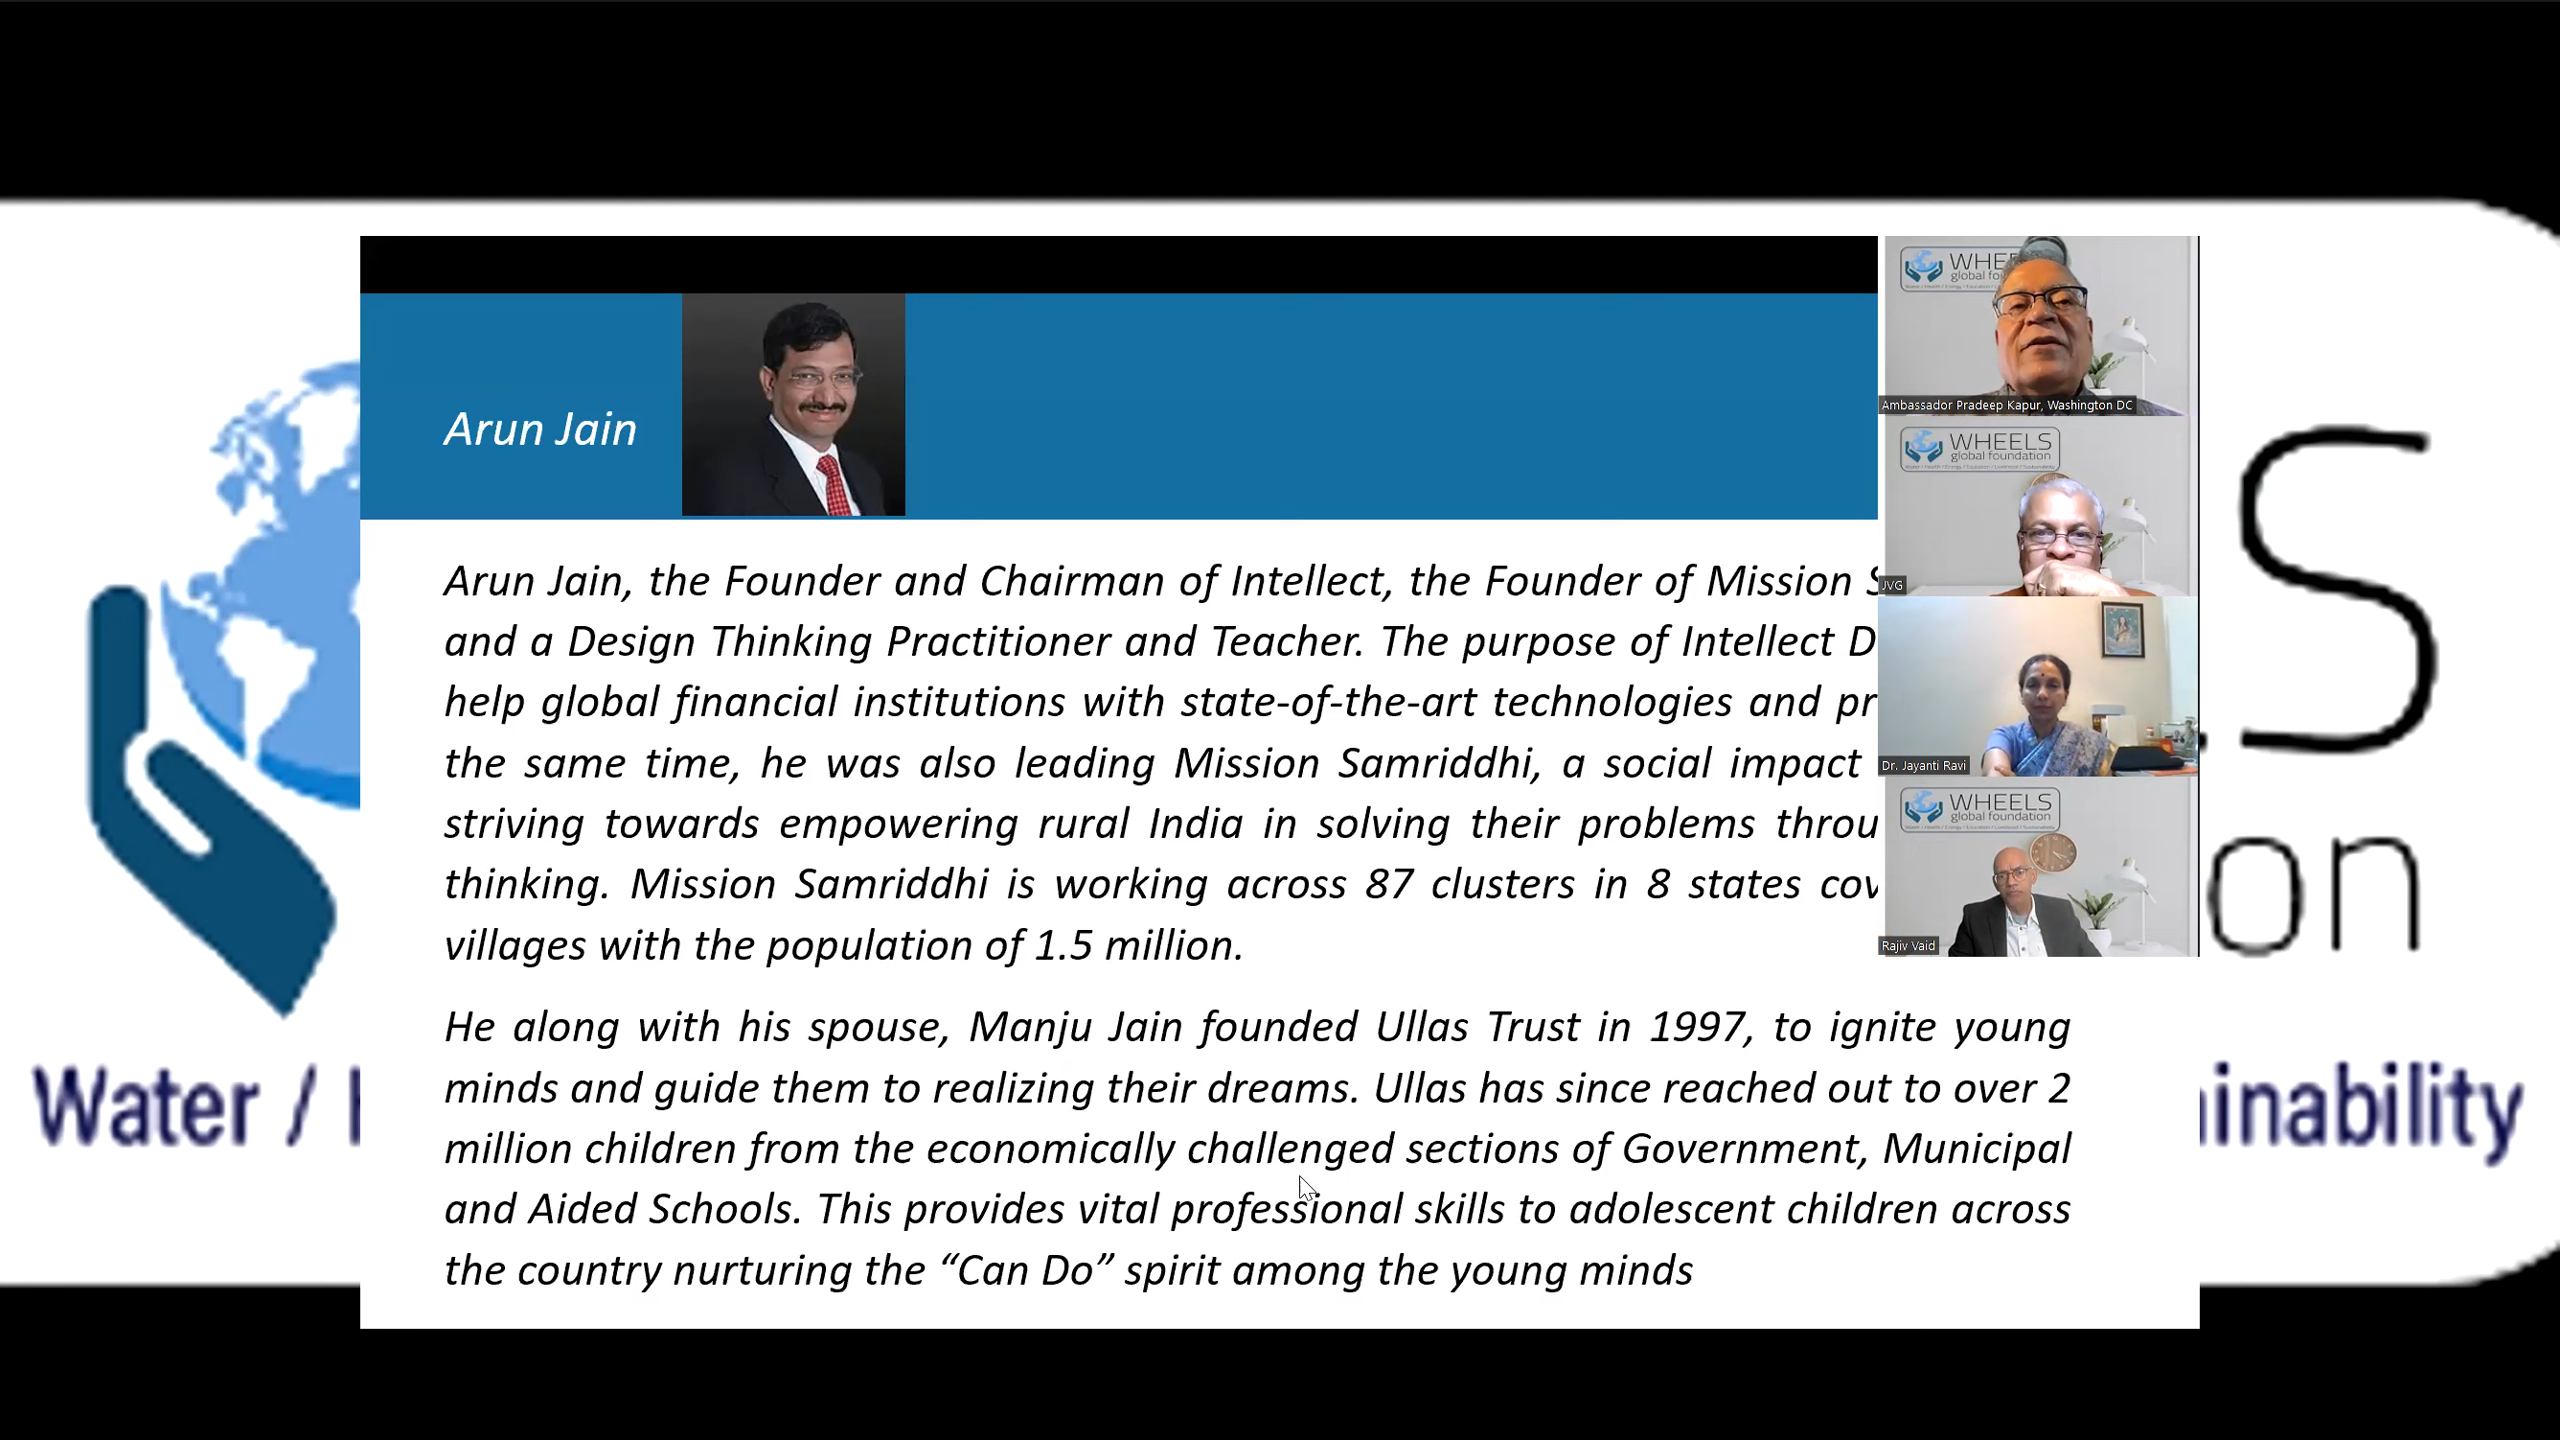 Arun Jain
Arun Jain, the Founder and Chairman of Intellect, the Founder of Mission
and a Design Thinking Practitioner and Teacher. The purpose of Intellect
help global financial institutions with state-of-the-art technologies and
the same time, he was also leading Mission Samriddhi, a social impact
striving towards empowering rural India in solving their problems
thinking. Mission Samriddhi is working across 87 clusters in 8 states
villages with the population of 1.5 million.
He along with his spouse, Manju Jain founded Ullas Trust in 1997, to ignite young
minds and guide them to realizing their dreams. Ullas has since reached out to over 2
million children from the economically challenged sections of Government, Municipal
and Aided Schools. This provides vital professional skills to adolescent children across
the country nurturing the “Can Do” spirit among the young minds
Ambassador Pradeep Kapur, Washington DC
WHEELS
global foundation
JVG
Dr. Jayanti Ravi
WHEELS
global foundation
Rajiv Vaid
Water /